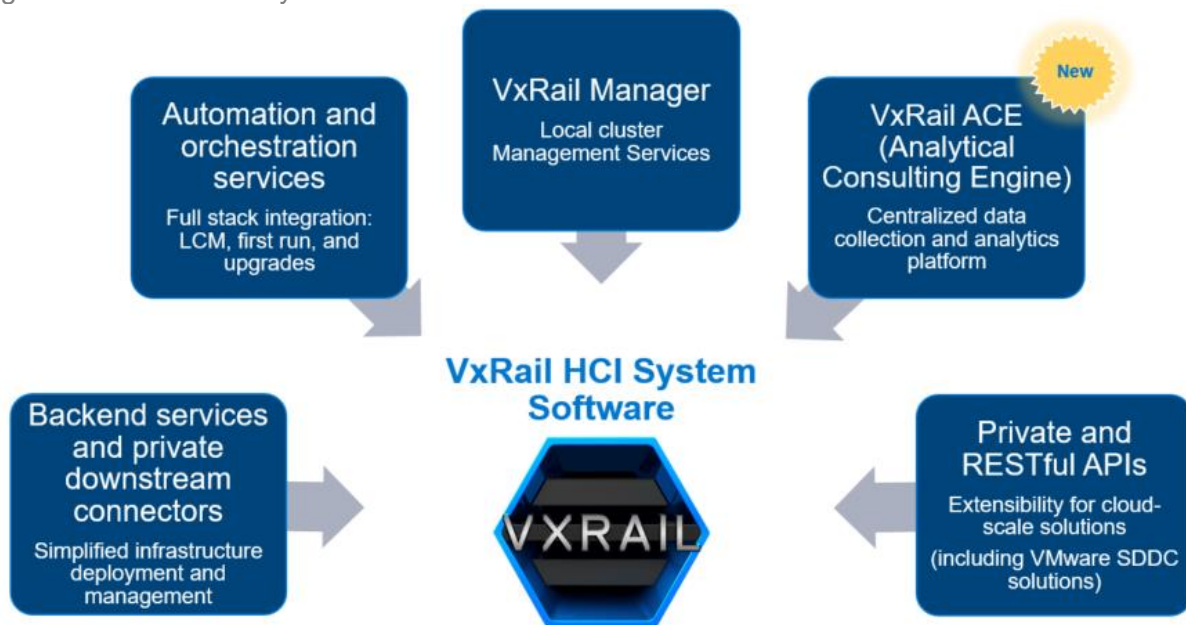 VxRail Manager
Local cluster
Management Services
New
Automation and
orchestration
services
Full stack integration:
LCM, first run, and
upgrades
VxRail ACE
(Analytical
Consulting Engine)
Centralized data
collection and analytics
platform
VxRail HCI System
Software
Backend services
and private
downstream
connectors
Simplified infrastructure
deployment and
management
VXRAIL
Private and
RESTful APIs
Extensibility for cloud-
scale solutions
(including VMware SDDC
solutions)